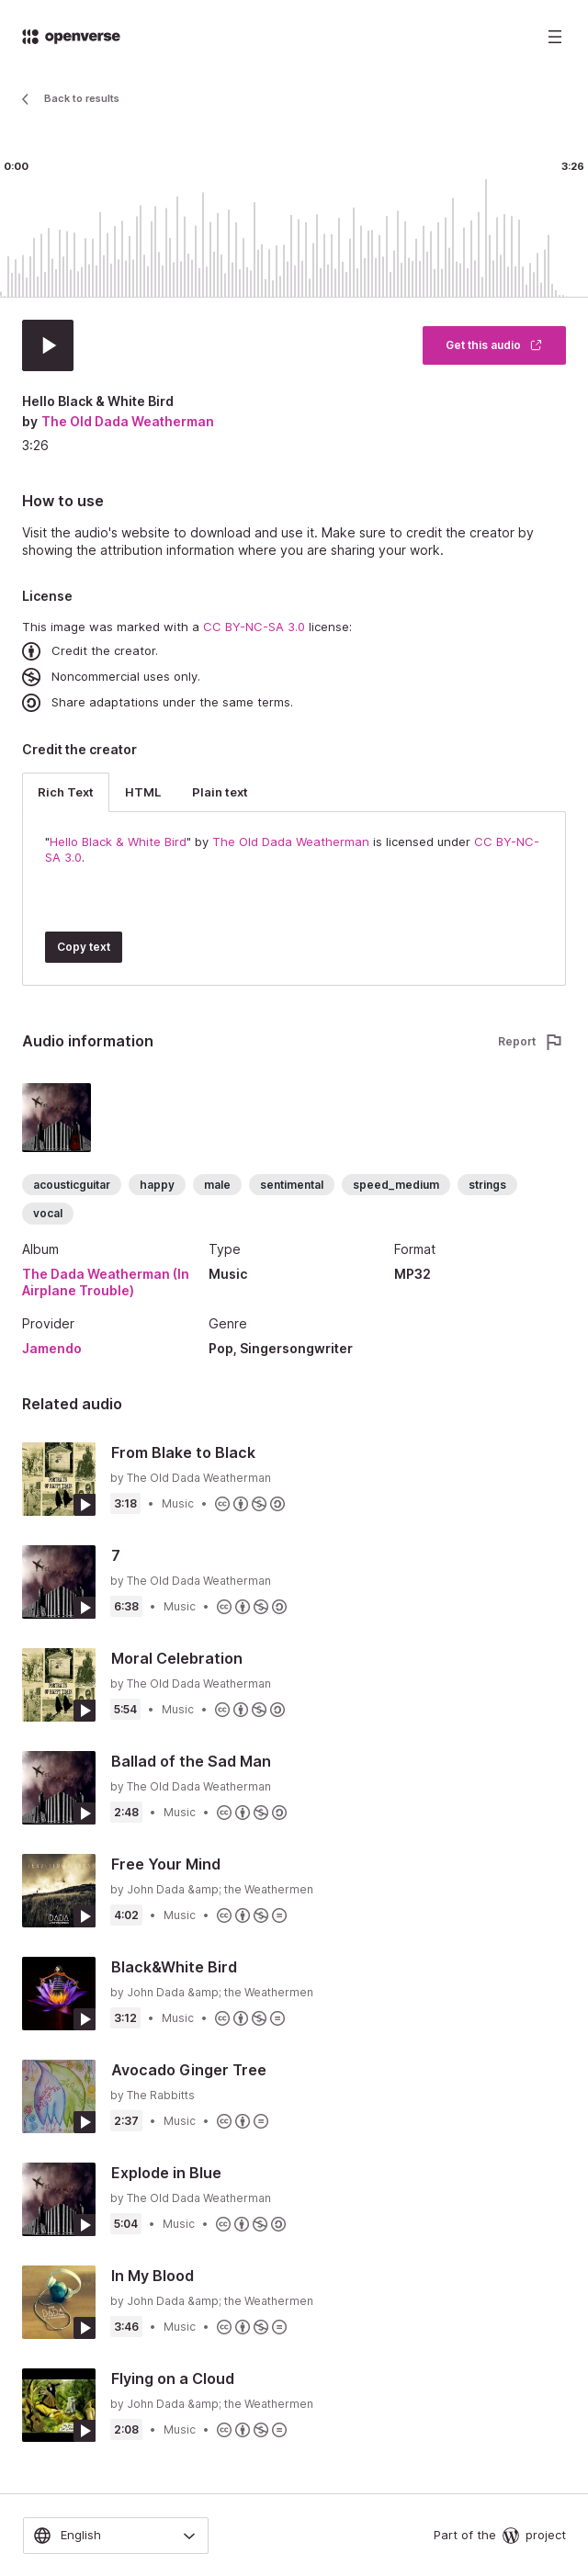 openverse
Back to results
0:00
3:26
Get this audio
Hello Black & White Bird
by The Old Dada Weatherman
3:26
How to use
Visit the audio's website to download and use it. Make sure to credit the creator by
showing the attribution information where you are sharing your work.
License
This image was marked with a CC BY-NC-SA 3.0 license:
Credit the creator.
Noncommercial uses only.
Share adaptations under the same terms.
Credit the creator
Rich Text
HTML
Plain text
"Hello Black & White Bird" by The Old Dada Weatherman is licensed under CC BY-NC-
SA 3.0.
Copy text
Audio information
Report
acousticguitar
happy
male
sentimental
speed_medium
strings
vocal
Album
Type
Format
The Dada Weatherman (In
Airplane Trouble)
Music
MP32
Provider
Genre
Jamendo
Pop, Singersongwriter
Related audio
From Blake to Black
by The Old Dada Weatherman
3:18 • Music •
7
by The Old Dada Weatherman
6:38 • Music •
Moral Celebration
by The Old Dada Weatherman
5:54 • Music •
Ballad of the Sad Man
by The Old Dada Weatherman
2:48 • Music •
Free Your Mind
by John Dada &amp; the Weathermen
4:02 • Music •
Black&White Bird
by John Dada &amp; the Weathermen
3:12 • Music •
Avocado Ginger Tree
by The Rabbitts
2:37 • Music •
Explode in Blue
by The Old Dada Weatherman
5:04 • Music •
In My Blood
by John Dada &amp; the Weathermen
3:46 • Music •
Flying on a Cloud
by John Dada &amp; the Weathermen
2:08 • Music •
English
Part of the project